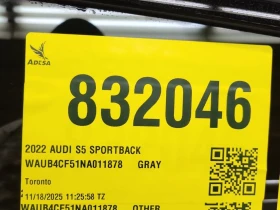 ADESA
832046
2022 AUDI S5 SPORTBACK
WAUB4CF51NA011878 GRAY
Toronto
11/18/2025 11:25:58 TZ
WAUB4CF51NA011878 OTHER